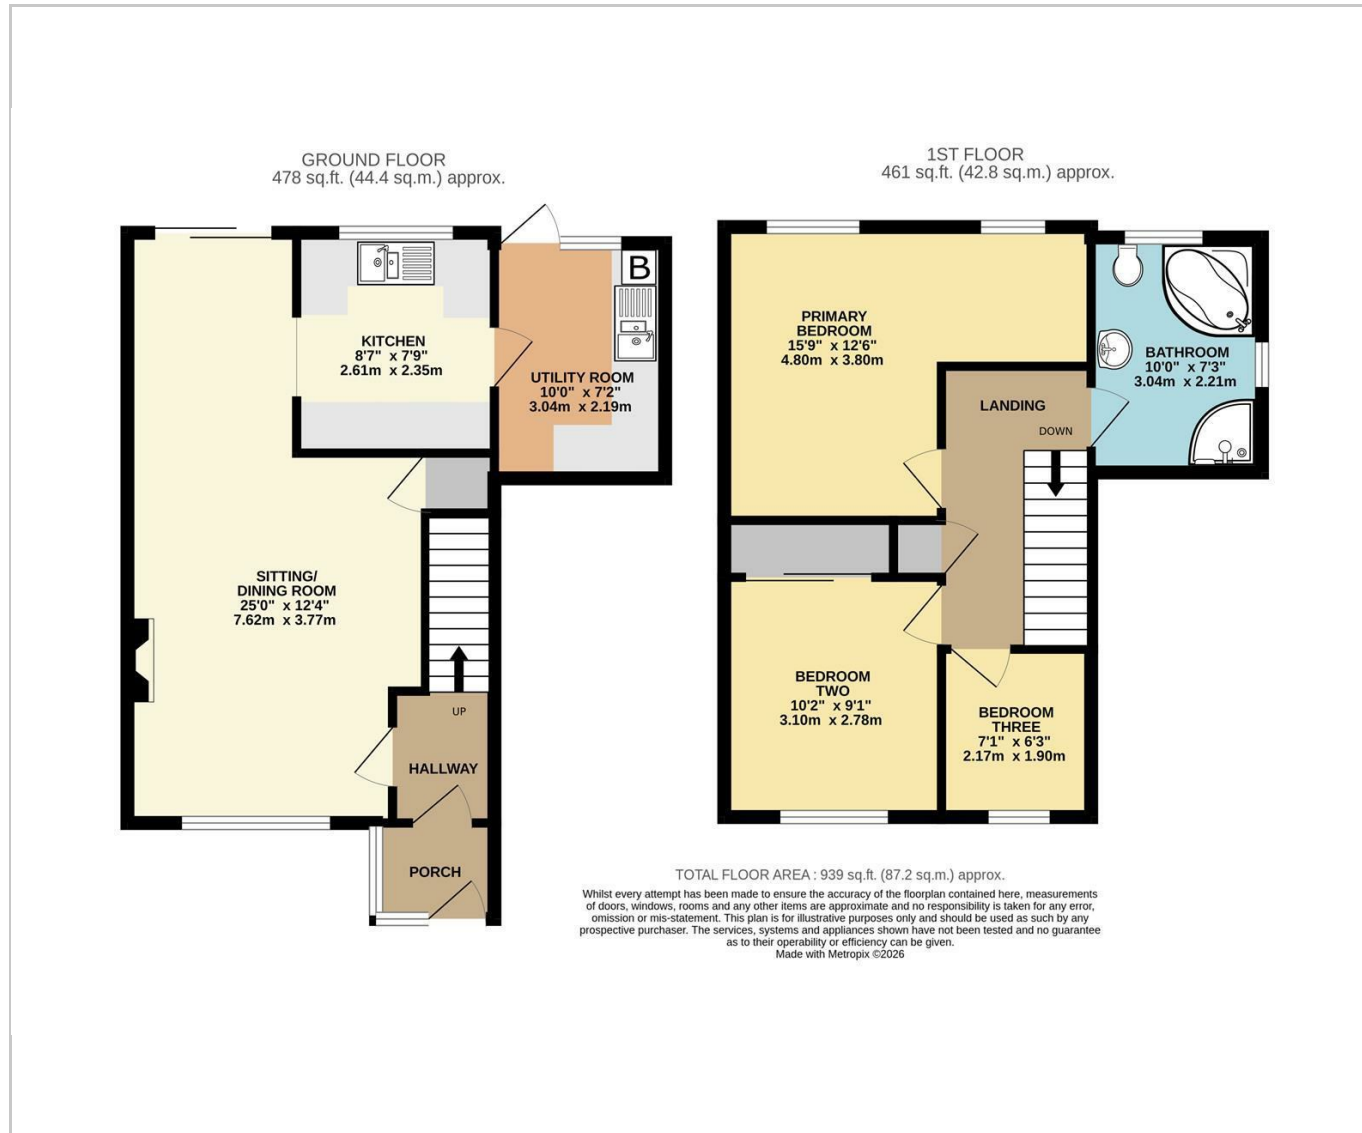 GROUND FLOOR
478 sq.ft. (44.4 sq.m.) approx.
KITCHEN
8'7" x 7'9"
2.61m x 2.35m
B
UTILITY ROOM
10'0" x 7'2"
3.04m x 2.19m
SITTING/
DINING ROOM
25'0" x 12'4"
7.62m x 3.77m
UP
HALLWAY
PORCH
1ST FLOOR
461 sq.ft. (42.8 sq.m.) approx.
PRIMARY
BEDROOM
15'9" x 12'6"
4.80m x 3.80m
BATHROOM
10'0" x 7'3"
3.04m x 2.21m
LANDING
DOWN
BEDROOM
TWO
10'2" x 9'1"
3.10m x 2.78m
BEDROOM
THREE
7'1" x 6'3"
2.17m x 1.90m
TOTAL FLOOR AREA : 939 sq.ft. (87.2 sq.m.) approx.
Whilst every attempt has been made to ensure the accuracy of the floorplan contained here, measurements
of doors, windows, rooms and any other items are approximate and no responsibility is taken for any error,
omission or mis-statement. This plan is for illustrative purposes only and should be used as such by any
prospective purchaser. The services, systems and appliances shown have not been tested and no guarantee
as to their operability or efficiency can be given.
Made with Metropix ©2026